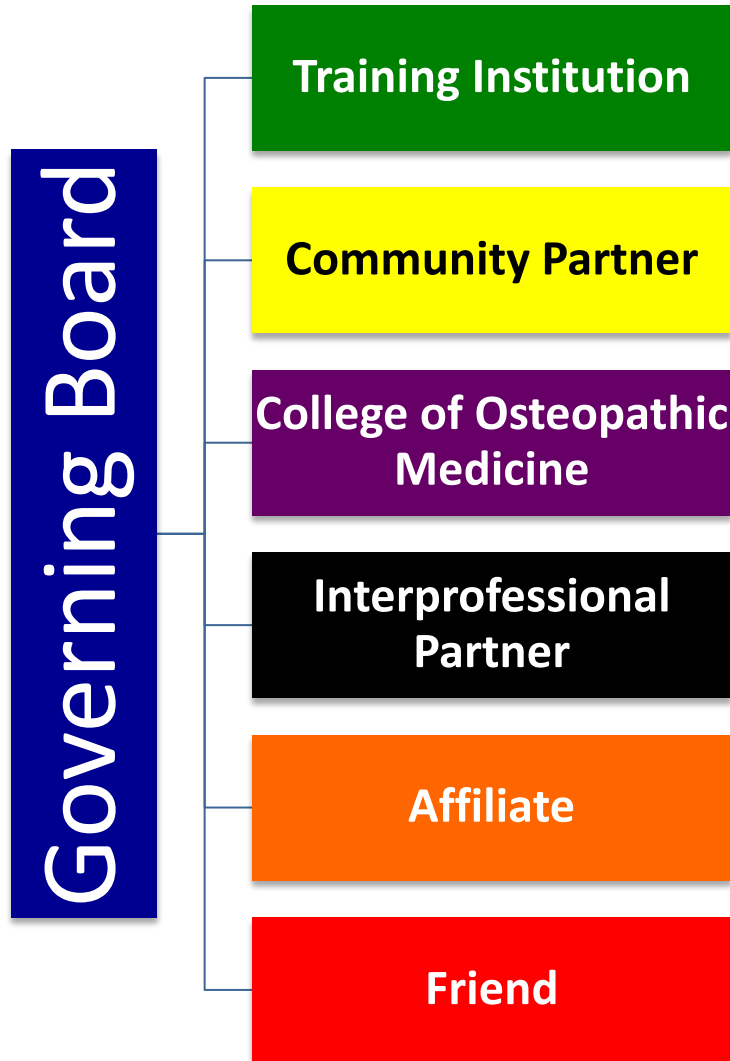 Governing Board
Training Institution
Community Partner
College of Osteopathic
Medicine
Interprofessional
Partner
Affiliate
Friend